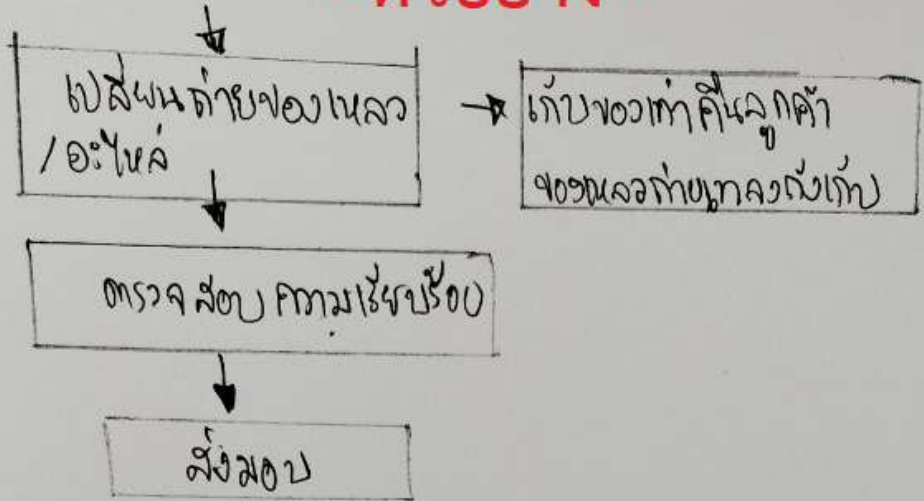 เปลี่ยนถ่ายของเหลว
/อะไหล่
เก็บของเก่าคืนลูกค้า
ของเหลวถ่ายเทลงถังเก็บ
ตรวจสอบความเรียบร้อย
ส่งมอบ